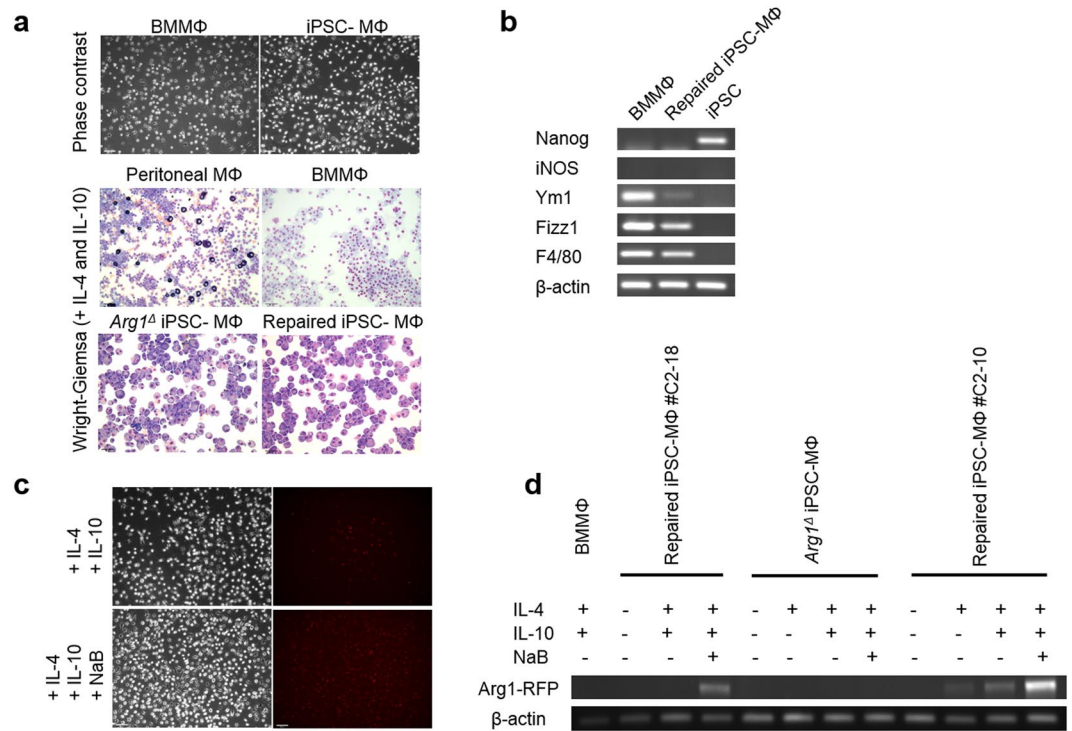 a
BMMΦ
iPSC- MΦ
Phase contrast
Peritoneal MΦ
BMMΦ
Wright-Giemsa (+ IL-4 and IL-10)
Arg1Δ iPSC- MΦ
Repaired iPSC- MΦ
b
BMMΦ
Repaired iPSC-MΦ
iPSC
Nanog
iNOS
Ym1
Fizz1
F4/80
β-actin
c
+ IL-4
+ IL-10
+ IL-4
+ IL-10
+ NaB
d
BMMΦ
Repaired iPSC-MΦ #C2-18
Arg1Δ iPSC-MΦ
Repaired iPSC-MΦ #C2-10
IL-4 + - + + - + + + - + + +
IL-10 + - + + - - + + - - + +
NaB - - - + - - - + - - - +
Arg1-RFP
β-actin